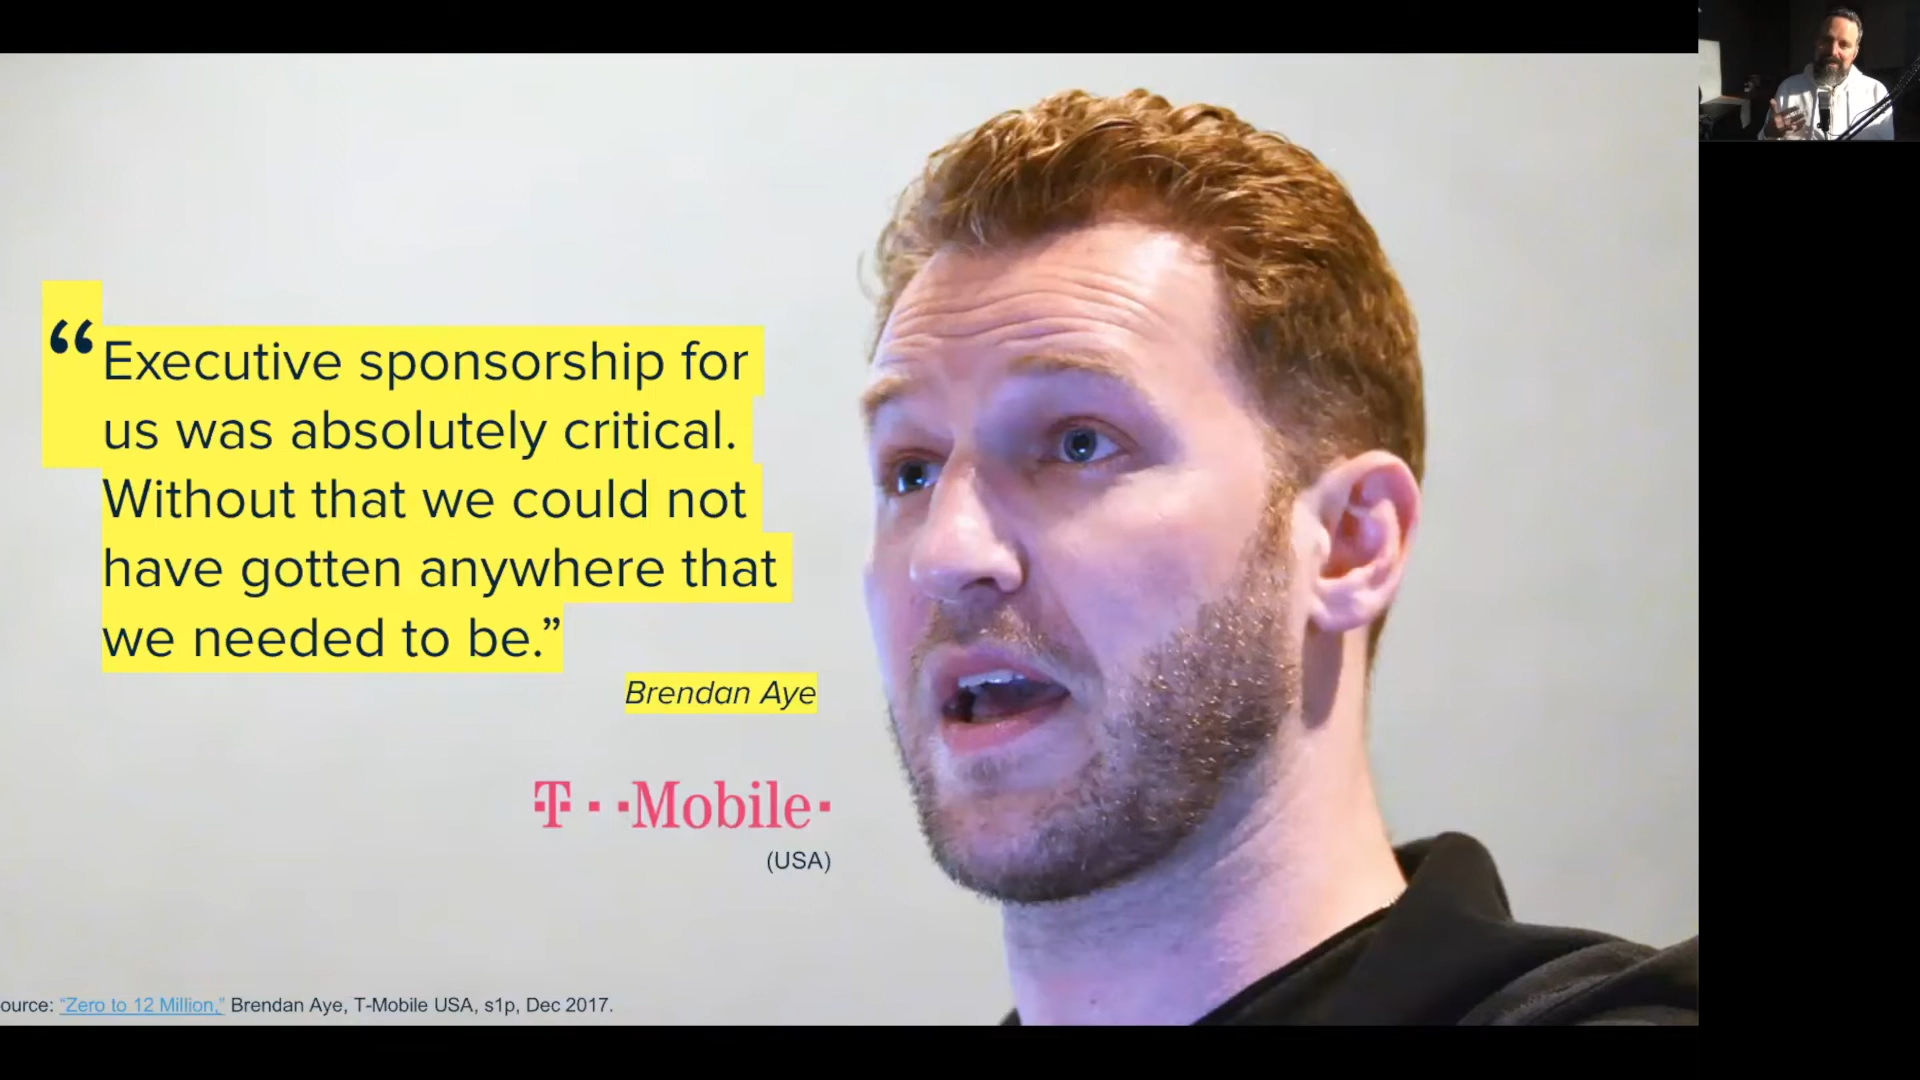 “Executive sponsorship for
us was absolutely critical.
Without that we could not
have gotten anywhere that
we needed to be.”
Brendan Aye
T··Mobile·
(USA)
ource: “Zero to 12 Million,” Brendan Aye, T-Mobile USA, s1p, Dec 2017.